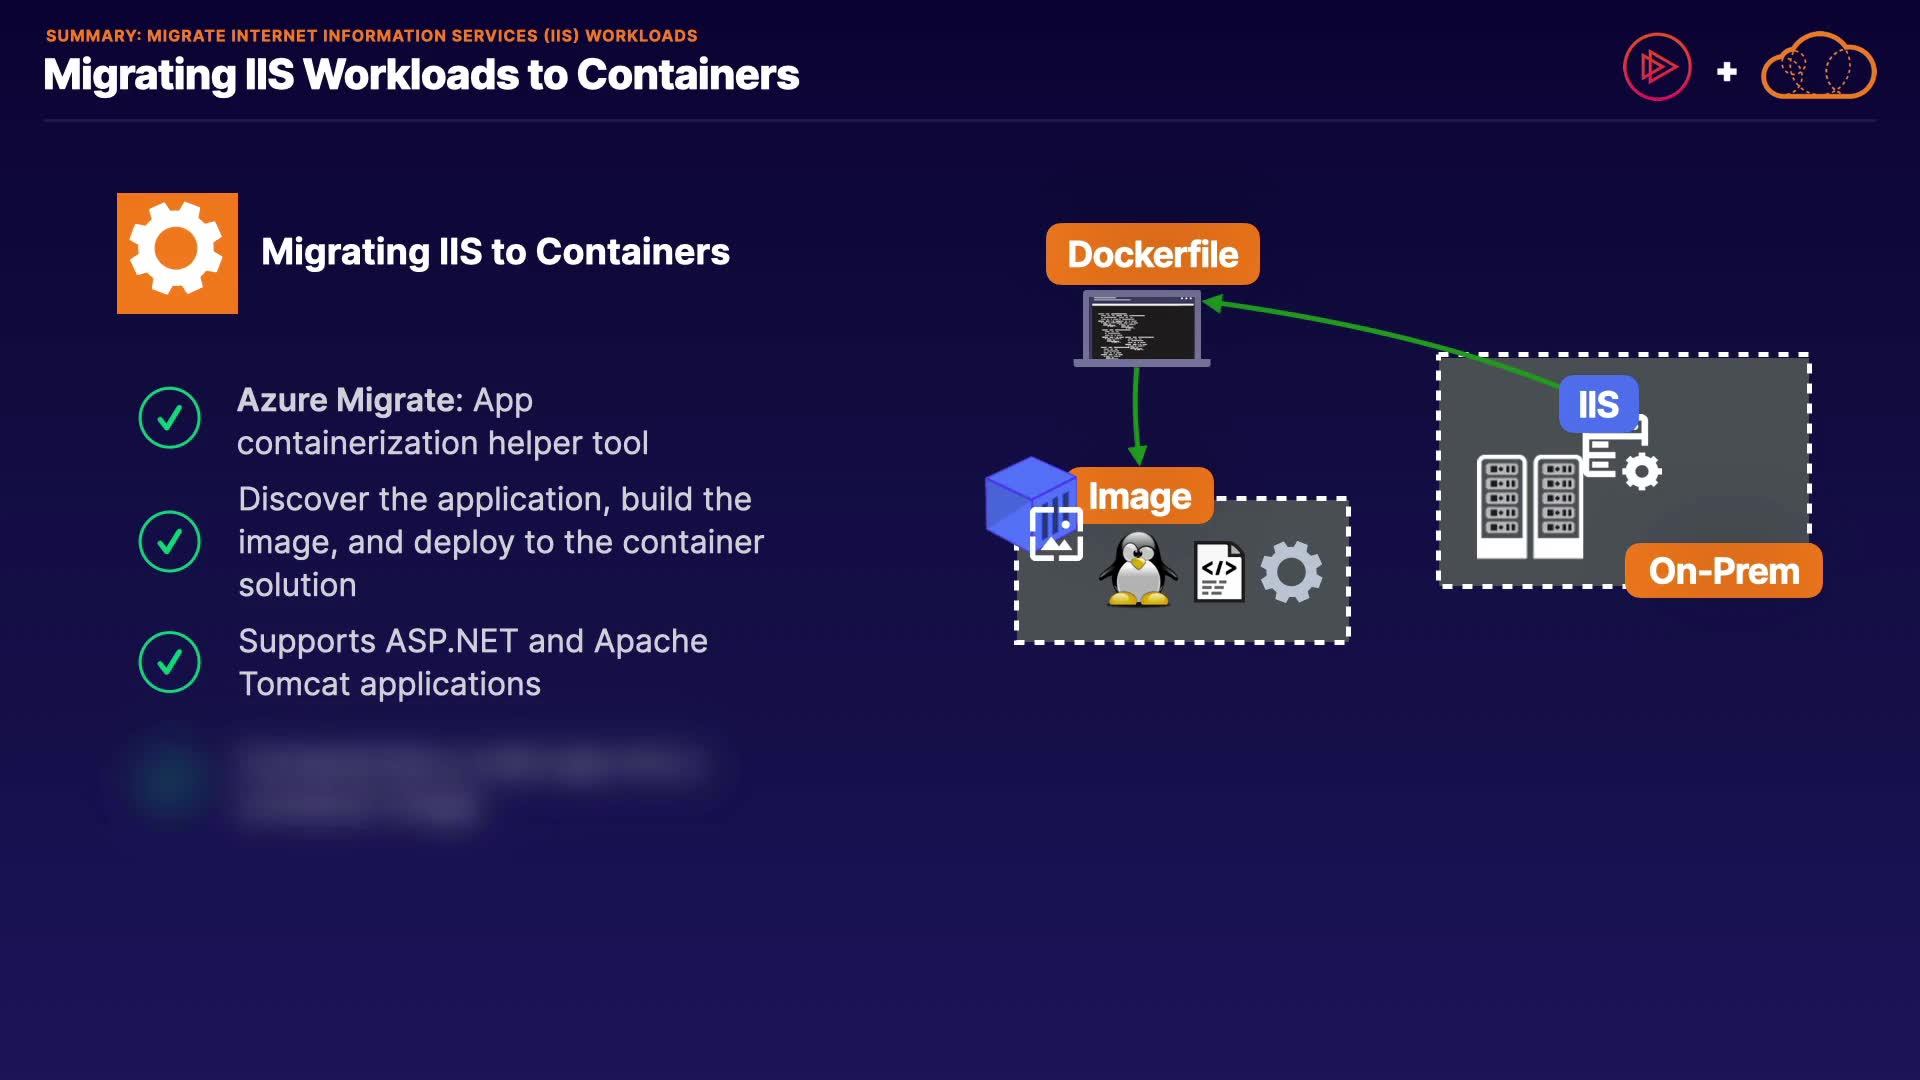 SUMMARY: MIGRATE INTERNET INFORMATION SERVICES (IIS) WORKLOADS
Migrating IIS Workloads to Containers
Migrating IIS to Containers
Azure Migrate: App
containerization helper tool
Discover the application, build the
image, and deploy to the container
solution
Supports ASP.NET and Apache
Tomcat applications
Dockerfile
Image
IIS
On-Prem